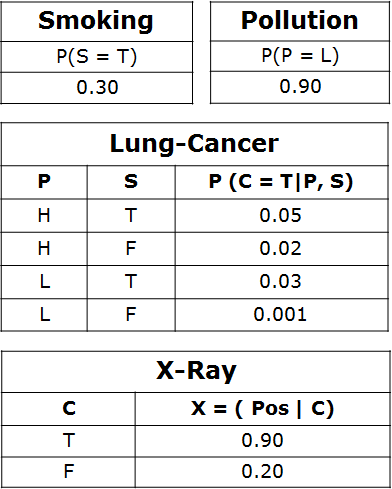 Smoking
P(S = T)
0.30
Pollution
P(P = L)
0.90
Lung-Cancer
P S P (C = T|P, S)
H T 0.05
H F 0.02
L T 0.03
L F 0.001
X-Ray
C X = ( Pos | C)
T 0.90
F 0.20